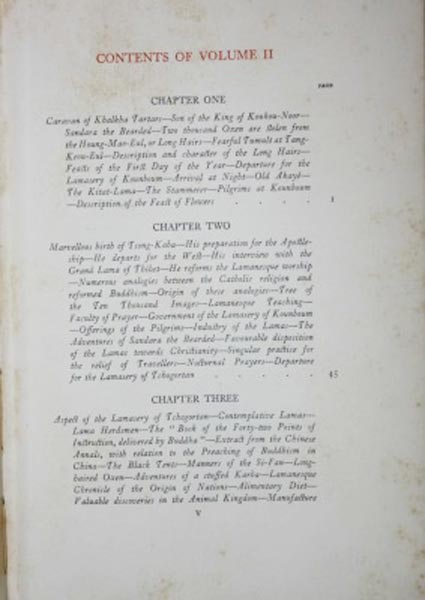 CONTENTS OF VOLUME II
PAGE
CHAPTER ONE
Caravan of Khalkha Tartars—Son of the King of Koukou-Noor—
Sandara the Bearded—Two thousand Oxen are stolen from
the Houng-Mao-Eul, or Long Hairs—Fearful Tumult at Tang-
Keou-Eul—Description and character of the Long Hairs—
Feasts of the First Day of the Year—Departure for the
Lamasery of Kounboum—Arrival at Night—Old Akayé—
The Kitat-Lama—The Stammerer—Pilgrims at Kounboum
—Description of the Feast of Flowers . . . . 1
CHAPTER TWO
Marvellous birth of Tsong-Kaba—His preparation for the Apostle-
ship—He departs for the West—His interview with the
Grand Lama of Thibet—He reforms the Lamanesque worship
—Numerous analogies between the Catholic religion and
reformed Buddhism—Origin of these analogies—Tree of
the Ten Thousand Images—Lamanesque Teaching—
Faculty of Prayer—Government of the Lamasery of Kounboum
—Offerings of the Pilgrims—Industry of the Lamas—The
Adventures of Sandara the Bearded—Favourable disposition
of the Lamas towards Christianity—Singular practice for
the relief of Travellers—Nocturnal Prayers—Departure
for the Lamasery of Tchogortan . . . . . . 45
CHAPTER THREE
Aspect of the Lamasery of Tchogortan—Contemplative Lamas—
Lama Herdsmen—The "Book of the Forty-two Points of
Instruction, delivered by Buddha"—Extract from the Chinese
Annals, with relation to the Preaching of Buddhism in
China—The Black Tents—Manners of the Si-Fan—Long-
haired Oxen—Adventures of a stuffed Karba—Lamanesque
Chronicle of the Origin of Nations—Alimentary Diet—
Valuable discoveries in the Animal Kingdom—Manufacture
V